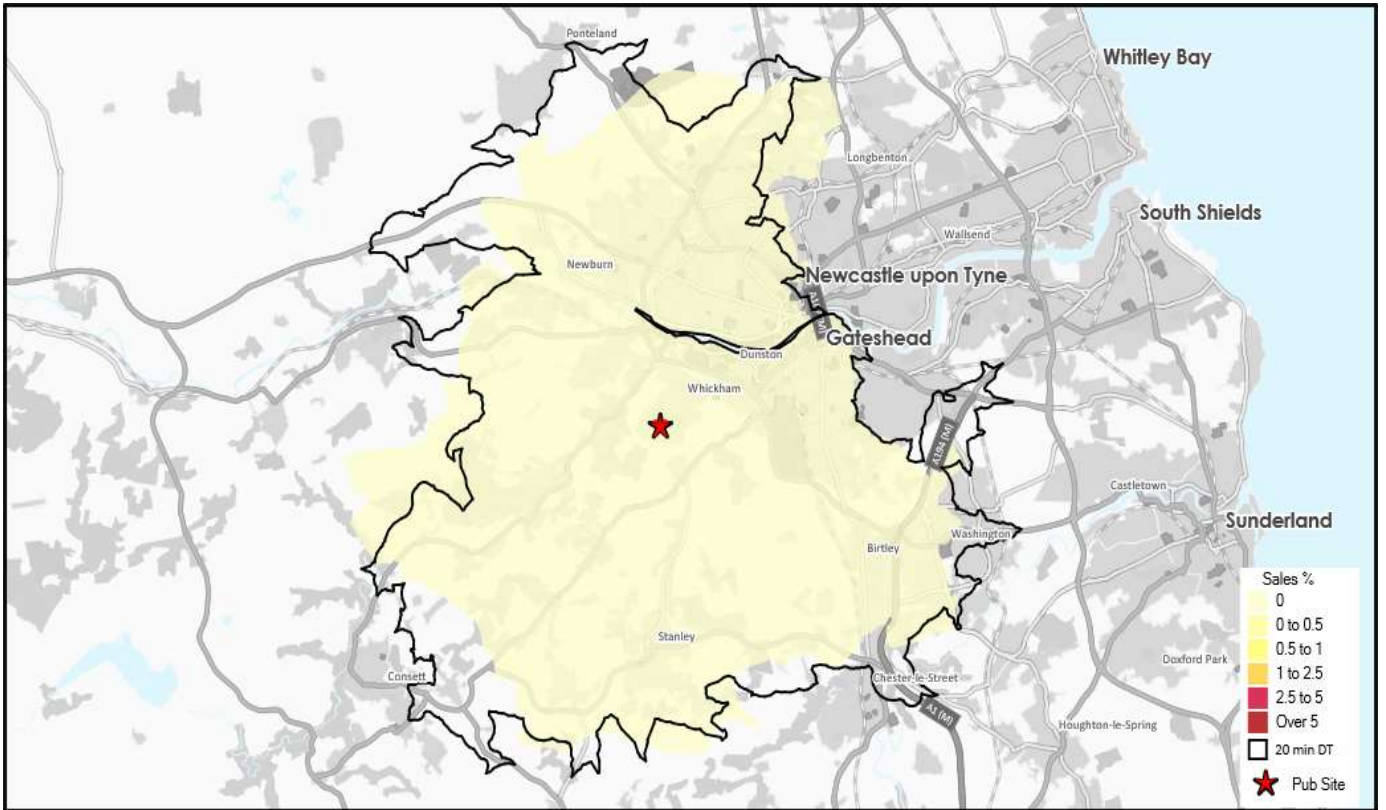 Ponteland
Whitley Bay
Longbenton
South Shields
Wallsend
Newburn
Newcastle upon Tyne
Gateshead
Dunston
Whickham
A194 (M)
Castletown
Sunderland
Washington
Birtley
Stanley
Consett
Chester-le-Street
A1 (M)
Doxford Park
Houghton-le-Spring
Sales %
0
0 to 0.5
0.5 to 1
1 to 2.5
2.5 to 5
Over 5
20 min DT
Pub Site